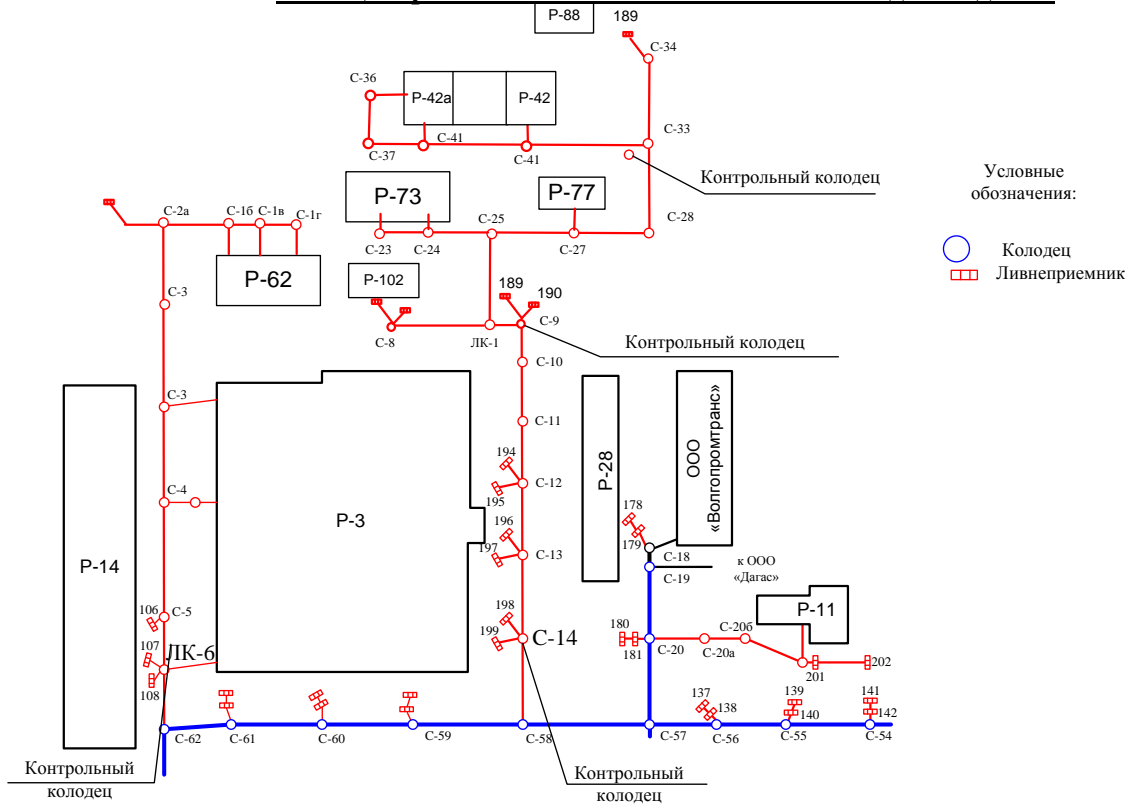 Р-88
189
С-34
С-36
Р-42а
Р-42
С-37
С-41
С-41
С-33
Контрольный колодец
Условные
обозначения:
Колодец
Ливнеприемник
Р-73
Р-77
С-2а
С-1б
С-1в
С-1г
С-23
С-24
С-25
С-27
С-28
Р-62
Р-102
189
190
С-3
С-8
ЛК-1
С-9
Контрольный колодец
С-10
С-3
С-11
Р-28
ООО
«Волгопромтранс»
194
С-12
195
С-4
Р-3
178
196
197
С-13
179
С-18
С-19
к ООО
«Дагас»
Р-14
106
С-5
198
199
С-14
180
181
С-20
С-20а
С-20б
Р-11
107
ЛК-6
108
201
202
137
138
139
140
141
142
С-62
С-61
С-60
С-59
С-58
С-57
С-56
С-55
С-54
Контрольный
колодец
Контрольный
колодец